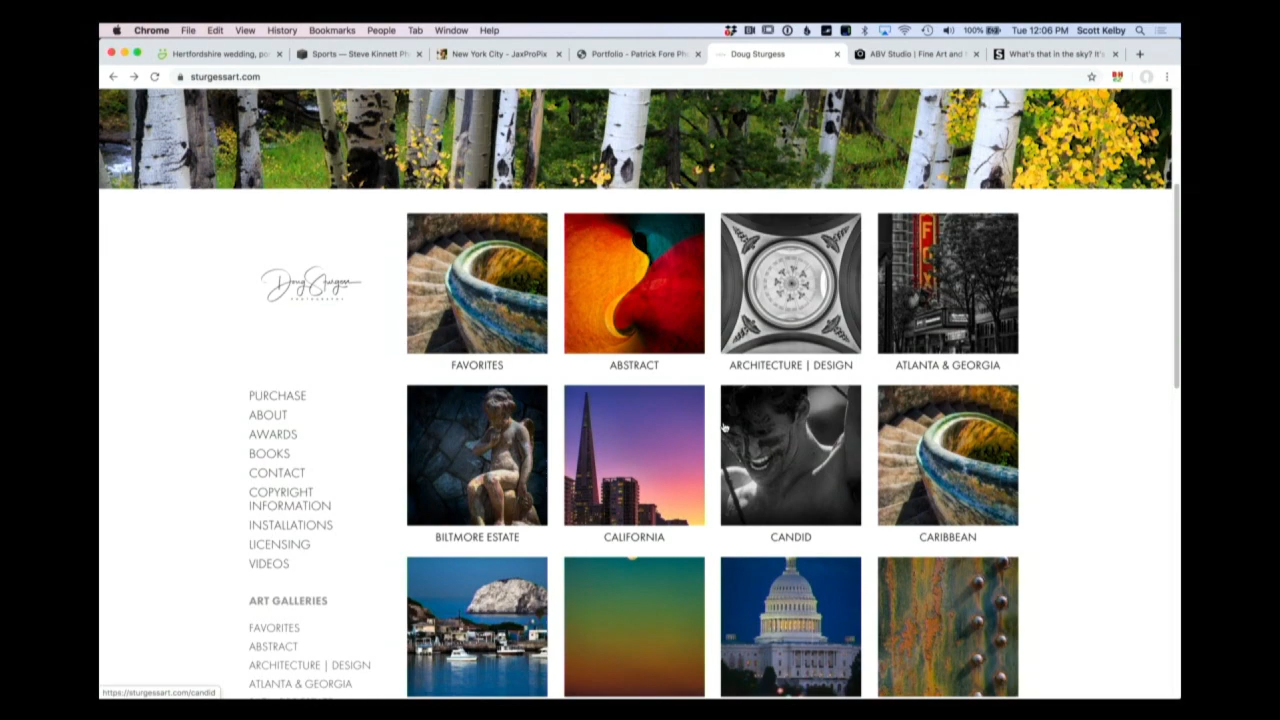 Chrome File Edit View History Bookmarks People Tab Window Help 100% Tue 12:06 PM Scott Kelby
Hertfordshire wedding, po Sports — Steve Kinnett Ph New York City - JaxProPix Portfolio - Patrick Fore Ph Doug Sturgess ABV Studio | Fine Art and What's that in the sky? It's
sturgessart.com
FOX
Doug Sturgess
PHOTOGRAPHY
FAVORITES ABSTRACT ARCHITECTURE | DESIGN ATLANTA & GEORGIA
PURCHASE
ABOUT
AWARDS
BOOKS
CONTACT
COPYRIGHT
INFORMATION
INSTALLATIONS
LICENSING
VIDEOS
BILTMORE ESTATE CALIFORNIA CANDID CARIBBEAN
ART GALLERIES
FAVORITES
ABSTRACT
ARCHITECTURE | DESIGN
ATLANTA & GEORGIA
https://sturgessart.com/candid